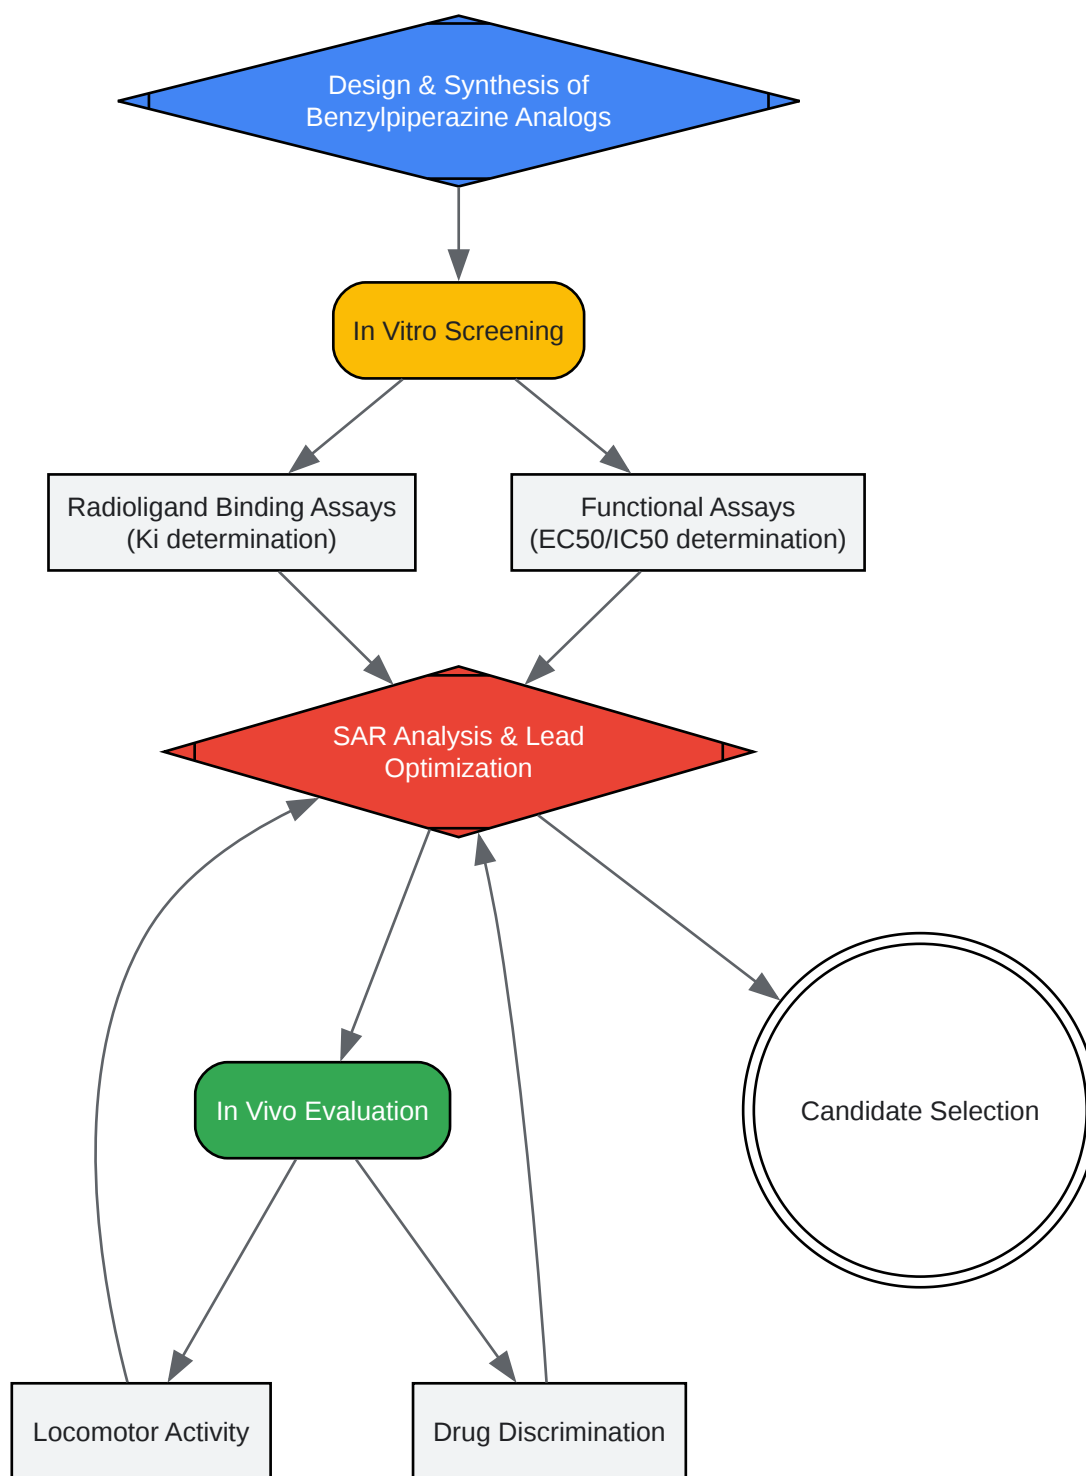 Design & Synthesis of
Benzylpiperazine Analogs
In Vitro Screening
Radioligand Binding Assays
(Ki determination)
Functional Assays
(EC50/IC50 determination)
SAR Analysis & Lead
Optimization
In Vivo Evaluation
Candidate Selection
Locomotor Activity
Drug Discrimination